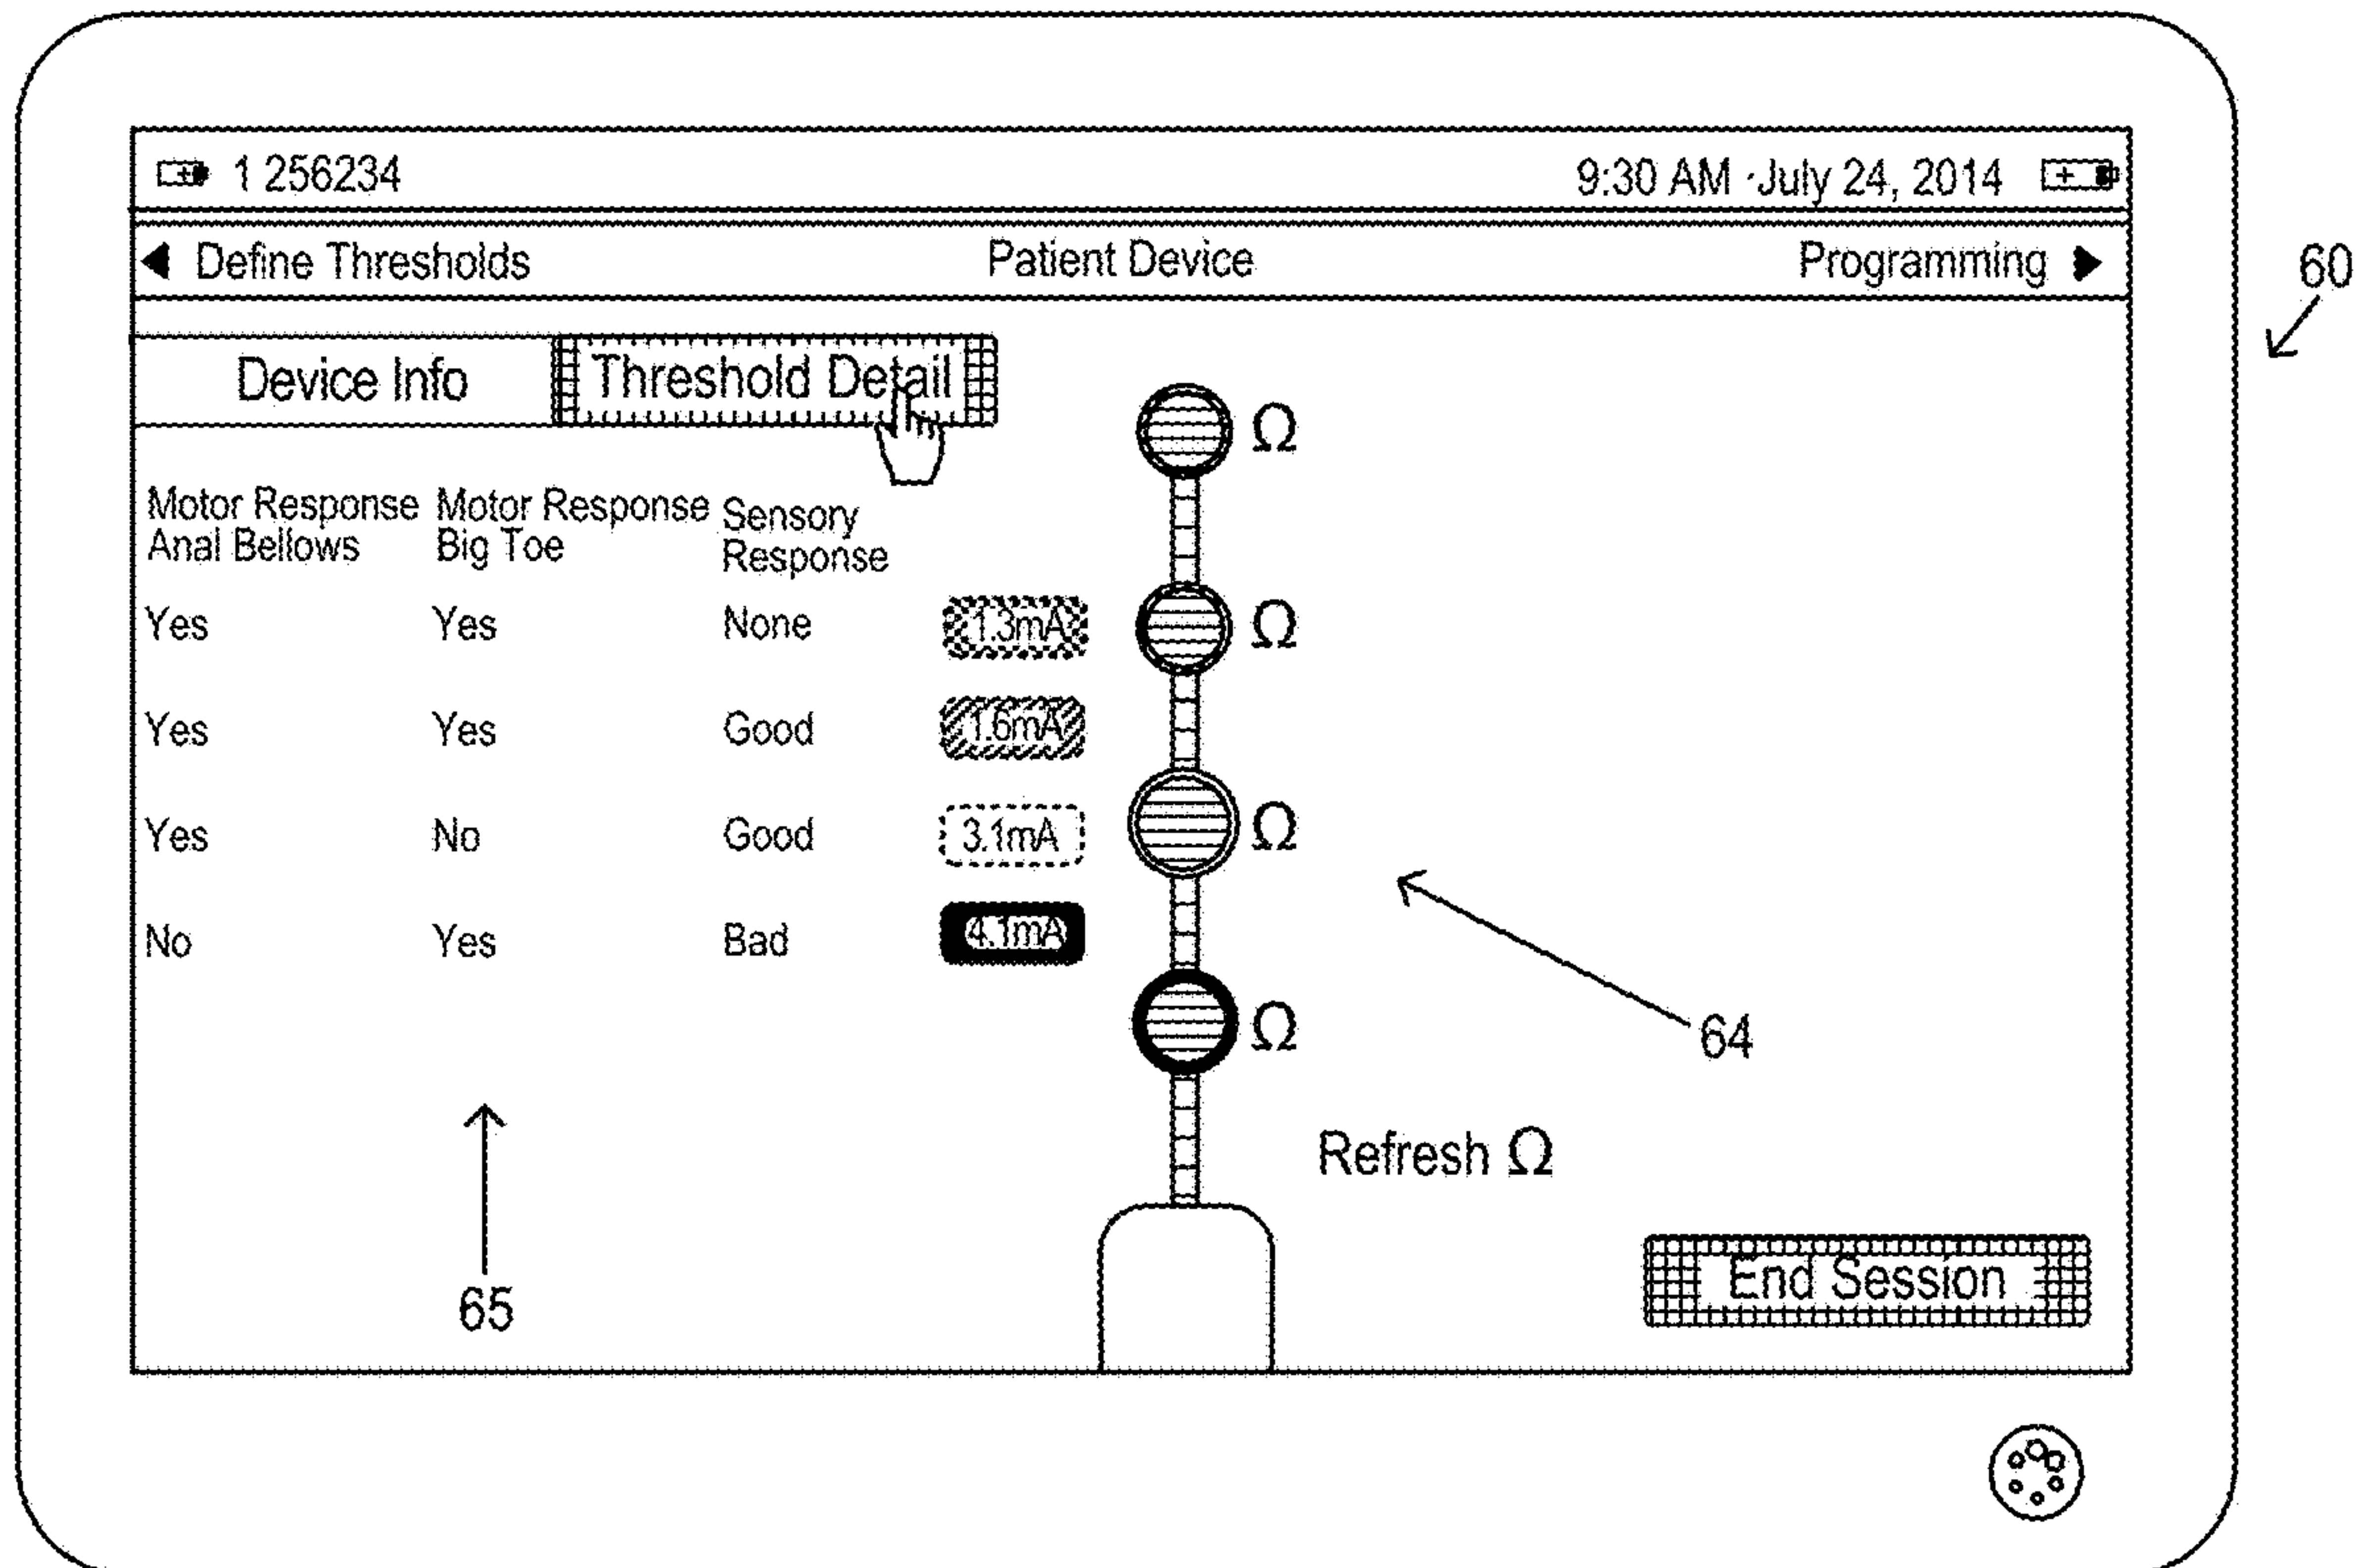 1 256234 9:30 AM ·July 24, 2014
Define Thresholds Patient Device Programming
60
Device Info Threshold Detail
Ω
Motor Response Motor Response Sensory
Anal Bellows Big Toe Response
Yes Yes None 1.3mA Ω
Yes Yes Good 1.6mA
Yes No Good 3.1mA Ω
No Yes Bad 4.1mA
Ω
64
Refresh Ω
65
End Session